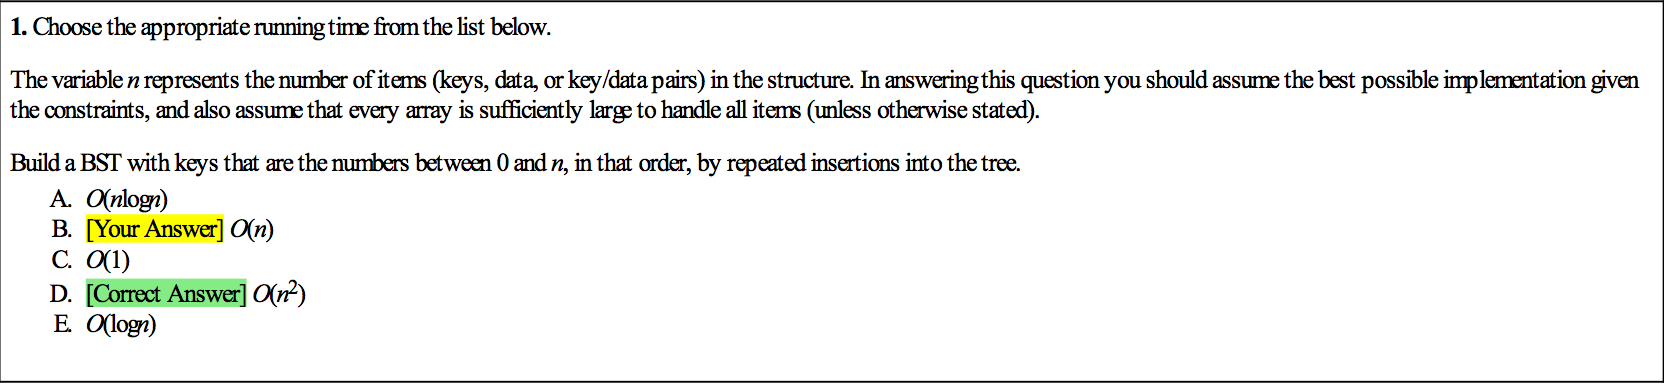 1. Choose the appropriate running time from the list below.
The variable n represents the number of items (keys, data, or key/data pairs) in the structure. In answering this question you should assume the best possible implementation given
the constraints, and also assume that every array is sufficiently large to handle all items (unless otherwise stated).
Build a BST with keys that are the numbers between 0 and n, in that order, by repeated insertions into the tree.
A. O(nlogn)
B. [Your Answer] O(n)
C. O(1)
D. [Correct Answer] O(n²)
E. O(logn)